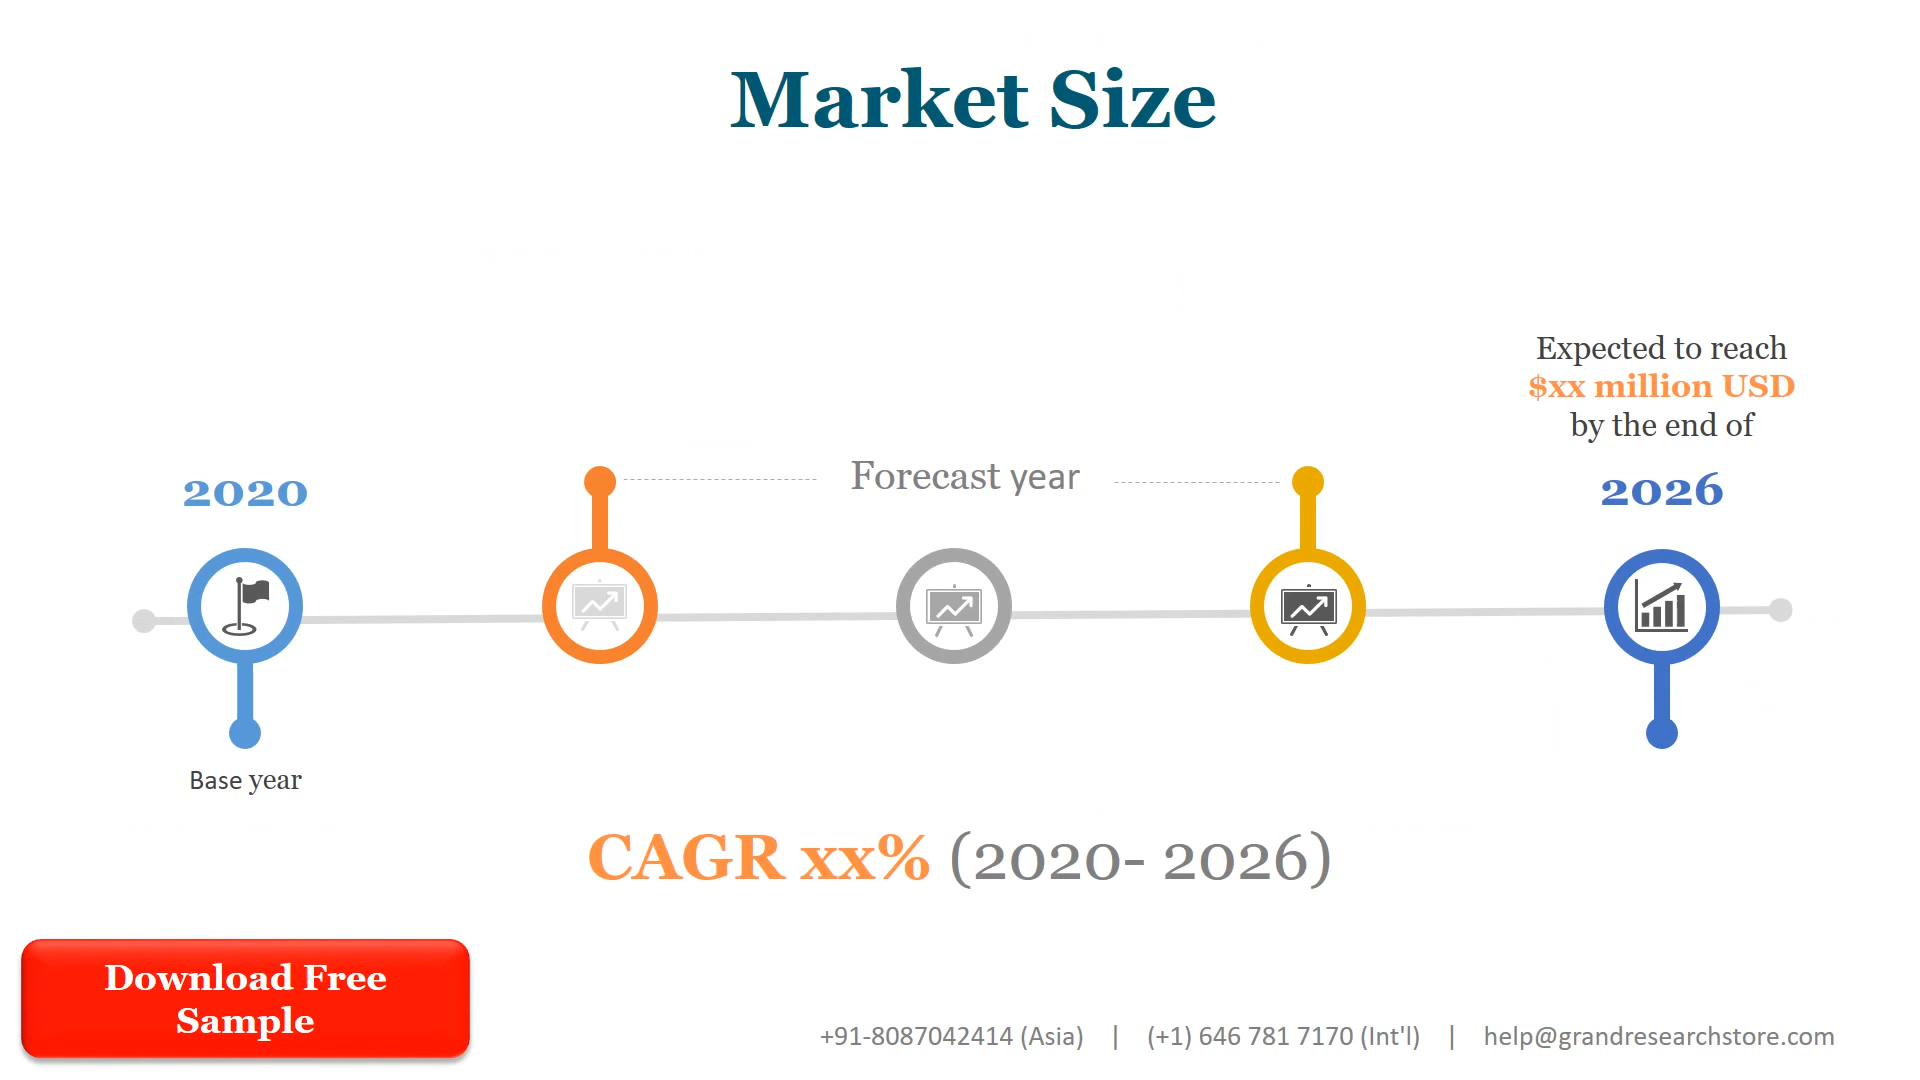 Market Size
Expected to reach
$xx million USD
by the end of
2020
Forecast year
2026
Base year
CAGR xx% (2020- 2026)
Download Free
Sample
+91-8087042414 (Asia) | (+1) 646 781 7170 (Int'l) | help@grandresearchstore.com